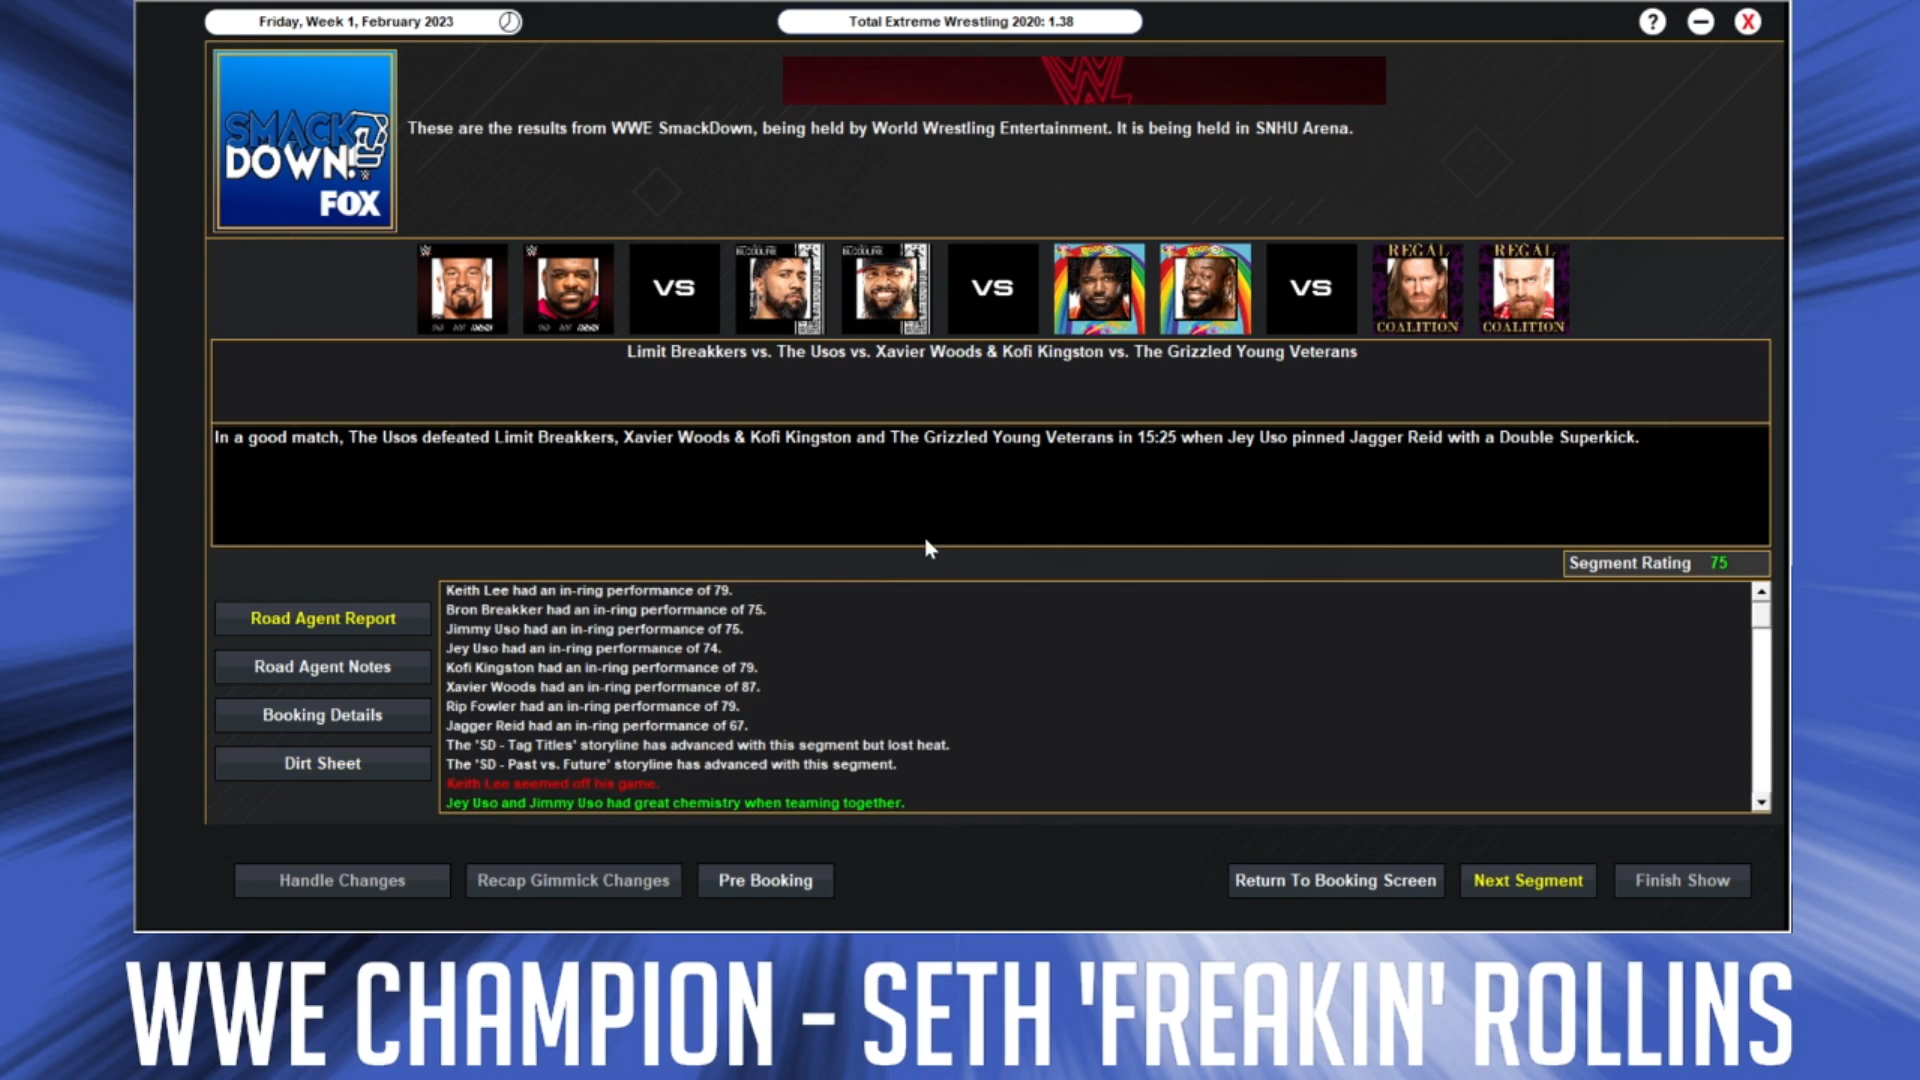 Friday, Week 1, February 2023
Total Extreme Wrestling 2020: 1.38
?
X
SMACK
DOWN!
FOX
These are the results from WWE SmackDown, being held by World Wrestling Entertainment. It is being held in SNHU Arena.
VS
BLOODLINE
BLOODLINE
VS
VS
REGAL
COALITION
REGAL
COALITION
Limit Breakkers vs. The Usos vs. Xavier Woods & Kofi Kingston vs. The Grizzled Young Veterans
In a good match, The Usos defeated Limit Breakkers, Xavier Woods & Kofi Kingston and The Grizzled Young Veterans in 15:25 when Jey Uso pinned Jagger Reid with a Double Superkick.
Segment Rating 75
Road Agent Report
Road Agent Notes
Booking Details
Dirt Sheet
Keith Lee had an in-ring performance of 79.
Bron Breakker had an in-ring performance of 75.
Jimmy Uso had an in-ring performance of 75.
Jey Uso had an in-ring performance of 74.
Kofi Kingston had an in-ring performance of 79.
Xavier Woods had an in-ring performance of 87.
Rip Fowler had an in-ring performance of 79.
Jagger Reid had an in-ring performance of 67.
The 'SD - Tag Titles' storyline has advanced with this segment but lost heat.
The 'SD - Past vs. Future' storyline has advanced with this segment.
Keith Lee seemed off his game.
Jey Uso and Jimmy Uso had great chemistry when teaming together.
Handle Changes
Recap Gimmick Changes
Pre Booking
Return To Booking Screen
Next Segment
Finish Show
WWE CHAMPION - SETH 'FREAKIN' ROLLINS